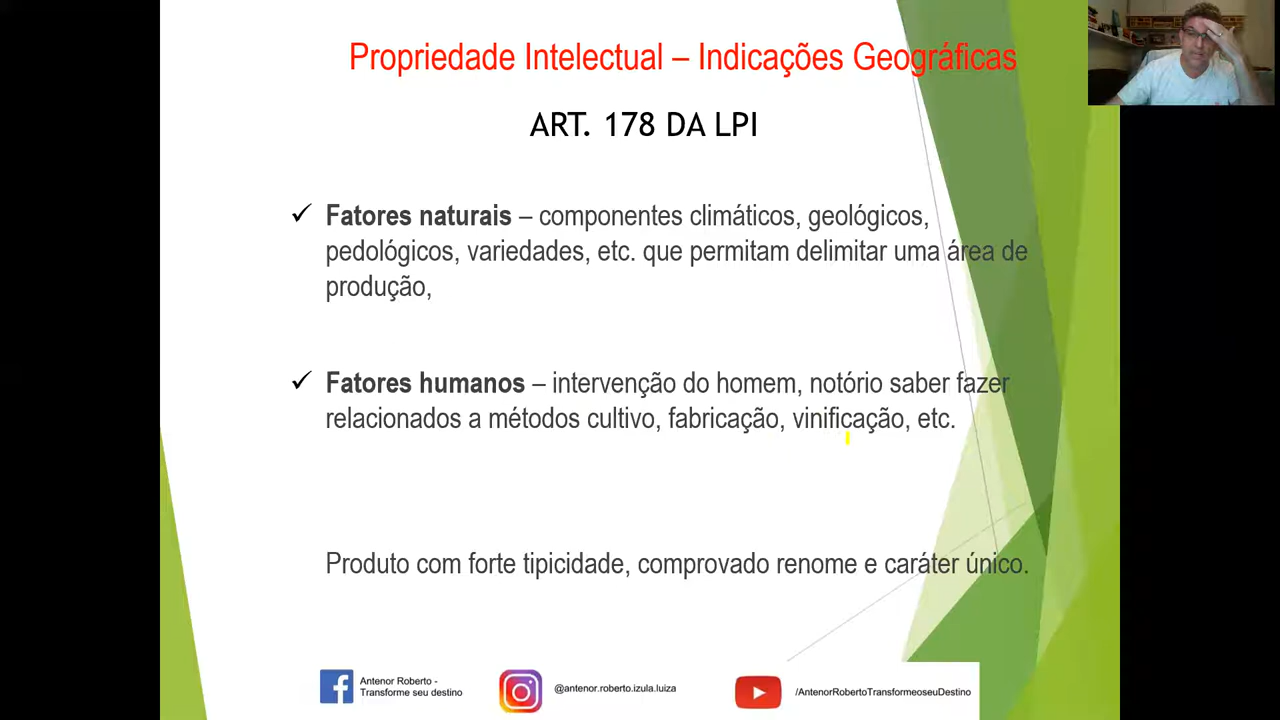 Propriedade Intelectual – Indicações Geográficas
ART. 178 DA LPI
✓ Fatores naturais – componentes climáticos, geológicos,
pedológicos, variedades, etc. que permitam delimitar uma área de
produção,
✓ Fatores humanos – intervenção do homem, notório saber fazer
relacionados a métodos cultivo, fabricação, vinificação, etc.
Produto com forte tipicidade, comprovado renome e caráter único.
Antenor Roberto -
Transforme seu destino
@antenor.roberto.izula.luiza
/AntenorRobertoTransformeoseuDestino